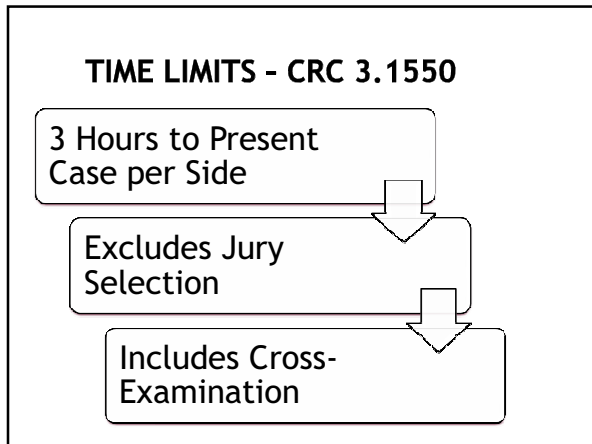 TIME LIMITS – CRC 3.1550
3 Hours to Present
Case per Side
Excludes Jury
Selection
Includes Cross-
Examination